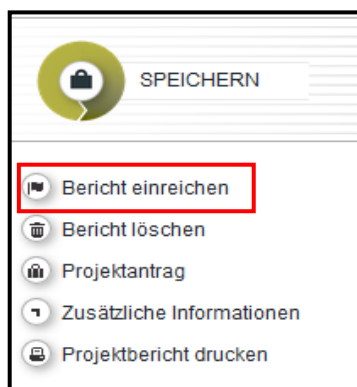 SPEICHERN
Bericht einreichen
Bericht löschen
Projektantrag
Zusätzliche Informationen
Projektbericht drucken